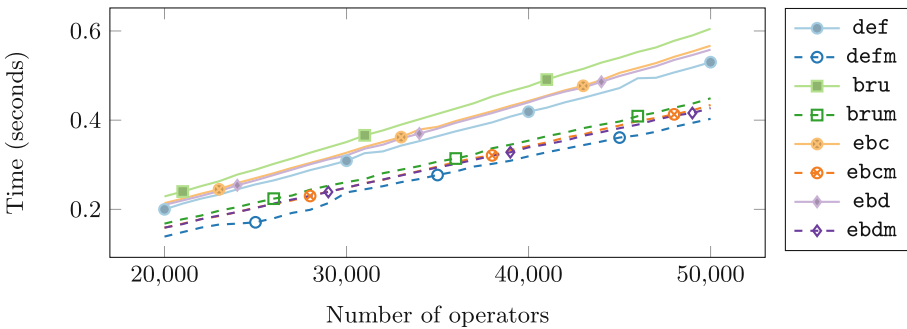 Time (seconds)
0.6
0.4
0.2
20,000 30,000 40,000 50,000
Number of operators
def
defm
bru
brum
ebc
ebcm
ebd
ebdm